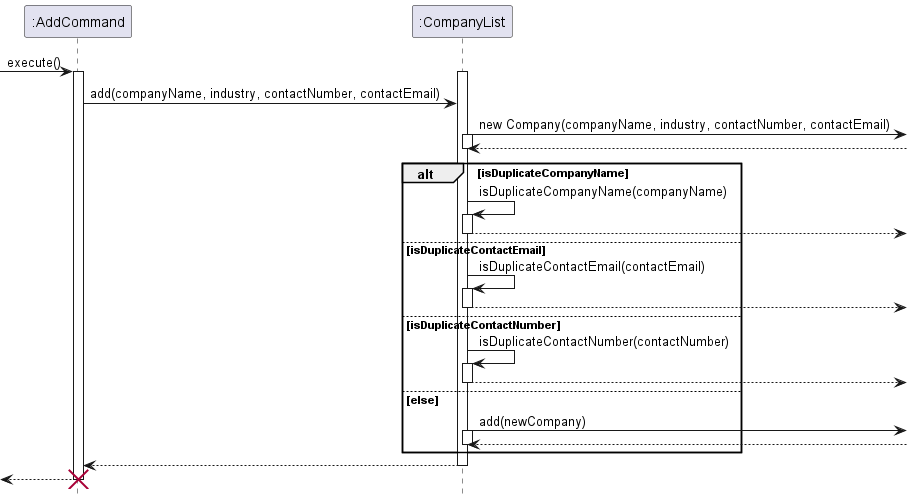 :AddCommand
:CompanyList
execute()
add(companyName, industry, contactNumber, contactEmail)
new Company(companyName, industry, contactNumber, contactEmail)
alt
[isDuplicateCompanyName]
isDuplicateCompanyName(companyName)
[isDuplicateContactEmail]
isDuplicateContactEmail(contactEmail)
[isDuplicateContactNumber]
isDuplicateContactNumber(contactNumber)
[else]
add(newCompany)